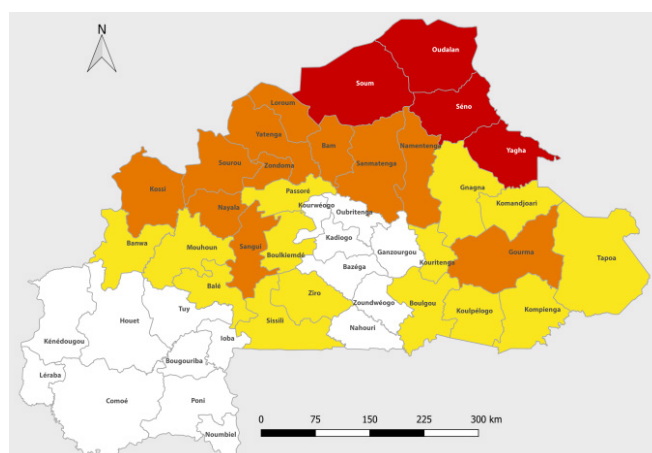 N
Oudalan
Soum
Loroum
Séno
Yatenga
Bam
Namentenga
Yagha
Sourou
Zondoma
Sanmatenga
Kossi
Passoré
Gnagna
Komandjoari
Nayala
Kourwéogo
Oubritenga
Banwa
Mouhoun
Sangui
Kadiogo
Ganzourgou
Gourma
Tapoa
Boulkiemdé
Kouritenga
Bazéga
Balé
Ziro
Zoundwéogo
Boulgou
Koulpélogo
Kompienga
Tuy
Houet
Sissili
Nahouri
Kénédougou
Ioba
Bougouriba
Léraba
Comoé
Poni
Noumbiel
0 75 150 225 300 km